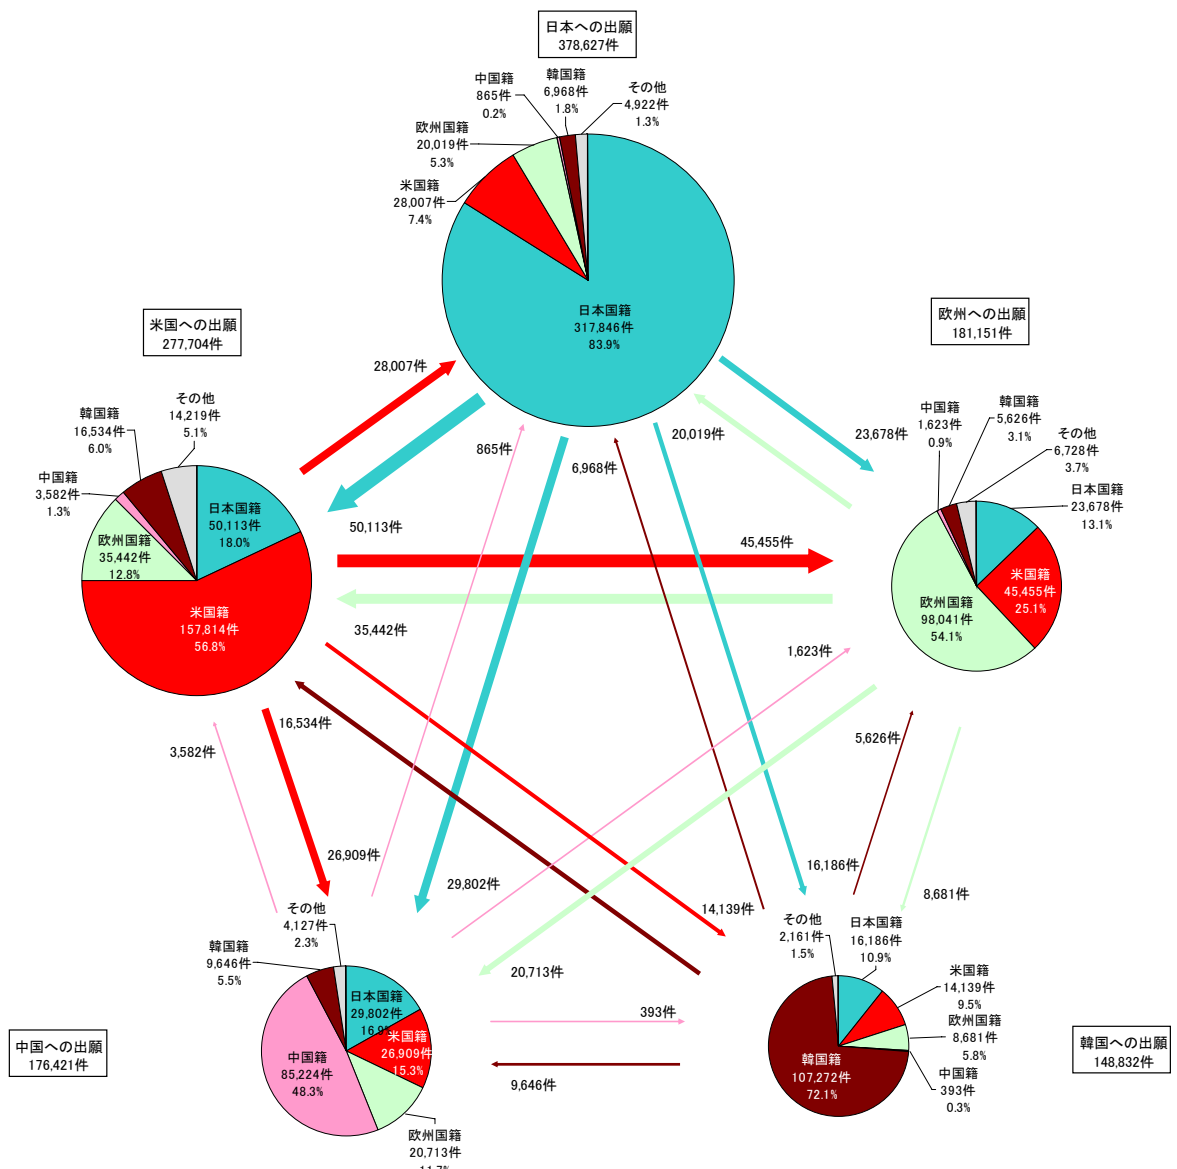 日本への出願
378,627件
中国籍
865件
0.2%
韓国籍
6,968件
1.8%
その他
4,922件
1.3%
欧州国籍
20,019件
5.3%
米国籍
28,007件
7.4%
日本国籍
317,846件
83.9%
米国への出願
277,704件
欧州への出願
181,151件
28,007件
865件
6,968件
20,019件
23,678件
50,113件
45,455件
35,442件
韓国籍
16,534件
6.0%
その他
14,219件
5.1%
中国籍
3,582件
1.3%
日本国籍
50,113件
18.0%
欧州国籍
35,442件
12.8%
米国籍
157,814件
56.8%
中国籍
1,623件
0.9%
韓国籍
5,626件
3.1%
その他
6,728件
3.7%
日本国籍
23,678件
13.1%
米国籍
45,455件
25.1%
欧州国籍
98,041件
54.1%
1,623件
16,534件
3,582件
5,626件
26,909件
29,802件
16,186件
14,139件
8,681件
20,713件
393件
9,646件
その他
4,127件
2.3%
韓国籍
9,646件
5.5%
日本国籍
29,802件
16.9%
米国籍
26,909件
15.3%
中国籍
85,224件
48.3%
欧州国籍
20,713件
11.7%
その他
2,161件
1.5%
日本国籍
16,186件
10.9%
米国籍
14,139件
9.5%
欧州国籍
8,681件
5.8%
中国籍
393件
0.3%
韓国籍
107,272件
72.1%
中国への出願
176,421件
韓国への出願
148,832件